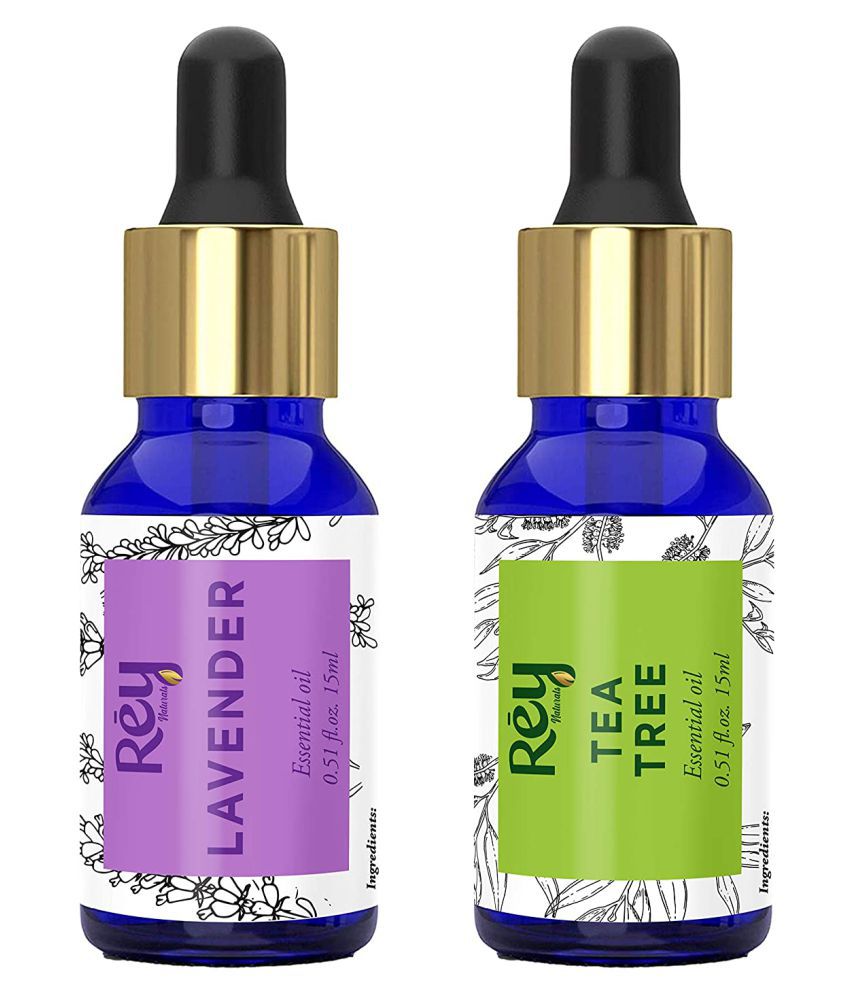 Rēy
Naturals
LAVENDER
Essential oil
0.51 fl.oz. 15ml
Ingredients:
Rēy
Naturals
TEA
TREE
Essential oil
0.51 fl.oz. 15ml
Ingredients: